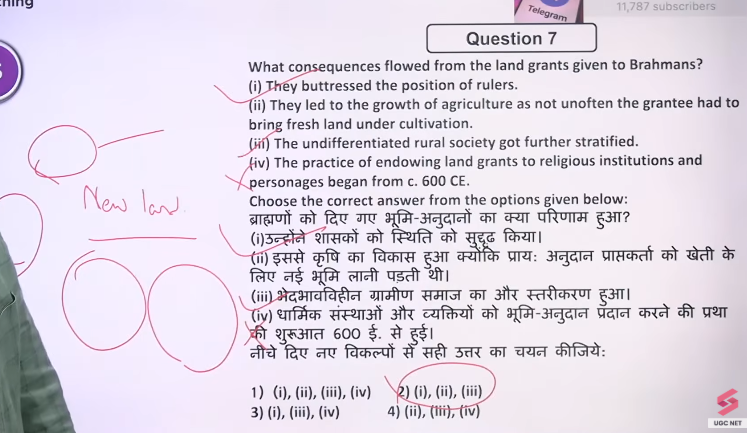 ning
Telegram
11,787 subscribers
Question 7
What consequences flowed from the land grants given to Brahmans?
(i) They buttressed the position of rulers.
(ii) They led to the growth of agriculture as not unoften the grantee had to
bring fresh land under cultivation.
(iii) The undifferentiated rural society got further stratified.
(iv) The practice of endowing land grants to religious institutions and
personages began from c. 600 CE.
Choose the correct answer from the options given below:
ब्राह्मणों को दिए गए भूमि-अनुदानों का क्या परिणाम हुआ?
(i)उन्होंने शासकों को स्थिति को सुदृढ किया।
(ii) इससे कृषि का विकास हुआ क्योंकि प्राय: अनुदान प्राप्तकर्ता को खेती के
लिए नई भूमि लानी पड़ती थी।
(iii) भेदभावविहीन ग्रामीण समाज का और स्तरीकरण हुआ।
(iv) धार्मिक संस्थाओं और व्यक्तियों को भूमि-अनुदान प्रदान करने की प्रथा
की शुरूआत 600 ई. से हुई।
नीचे दिए नए विकल्पों से सही उत्तर का चयन कीजिये:
1) (i), (ii), (iii), (iv) 2) (i), (ii), (iii)
3) (i), (iii), (iv) 4) (ii), (iii), (iv)
New land.
UGC NET